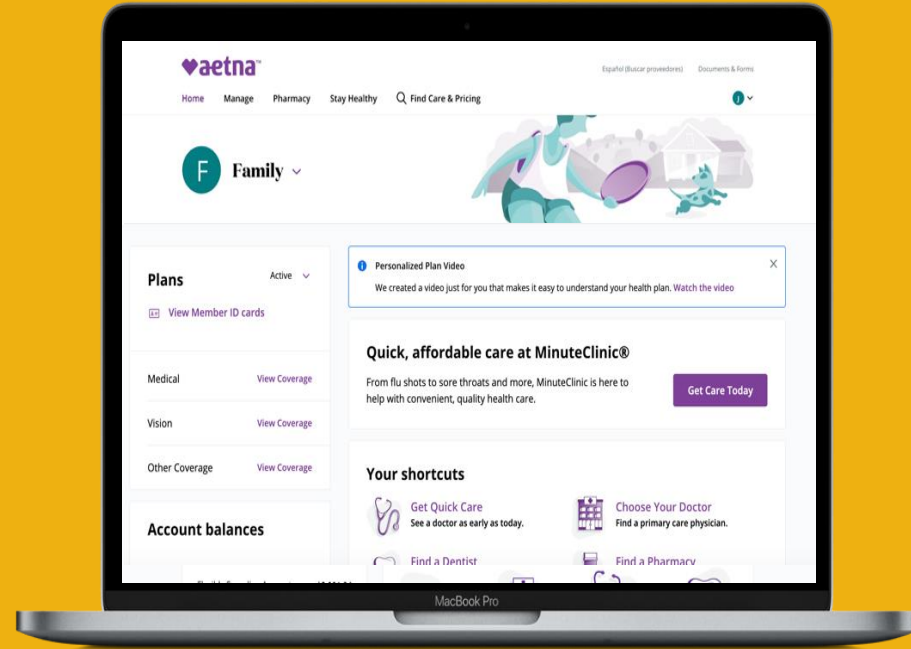 aetna™
Español (Buscar proveedores) Documents & Forms
Home Manage Pharmacy Stay Healthy Find Care & Pricing
J
F Family
Plans Active
View Member ID cards
Medical View Coverage
Vision View Coverage
Other Coverage View Coverage
Account balances
Personalized Plan Video
We created a video just for you that makes it easy to understand your health plan. Watch the video
Quick, affordable care at MinuteClinic®
From flu shots to sore throats and more, MinuteClinic is here to
help with convenient, quality health care.
Get Care Today
Your shortcuts
Get Quick Care
See a doctor as early as today.
Choose Your Doctor
Find a primary care physician.
Find a Dentist
Find a Pharmacy
MacBook Pro